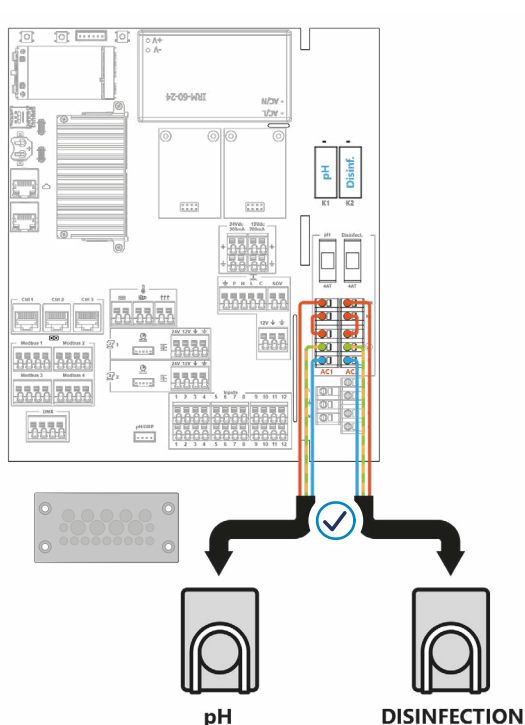 +V
-V
IRM-60-24
AC/N
AC/L
pH
Disinf.
K1 K2
24Vdc 12Vdc
300mA 200mA
pH Disinfect.
4AT 4AT
P H L C SOV
Ctrl 1 Ctrl 2 Ctrl 3
12V
24V 12V
1
Modbus 1 Modbus 2
24V 12V
2
Modbus 3 Modbus 4
AC1 AC
Inputs
1 2 3 4 5 6 7 8 9 10 11 12
DMX
pH/ORP
1 2 3 4 5 6 7 8 9 10 11 12
pH
DISINFECTION